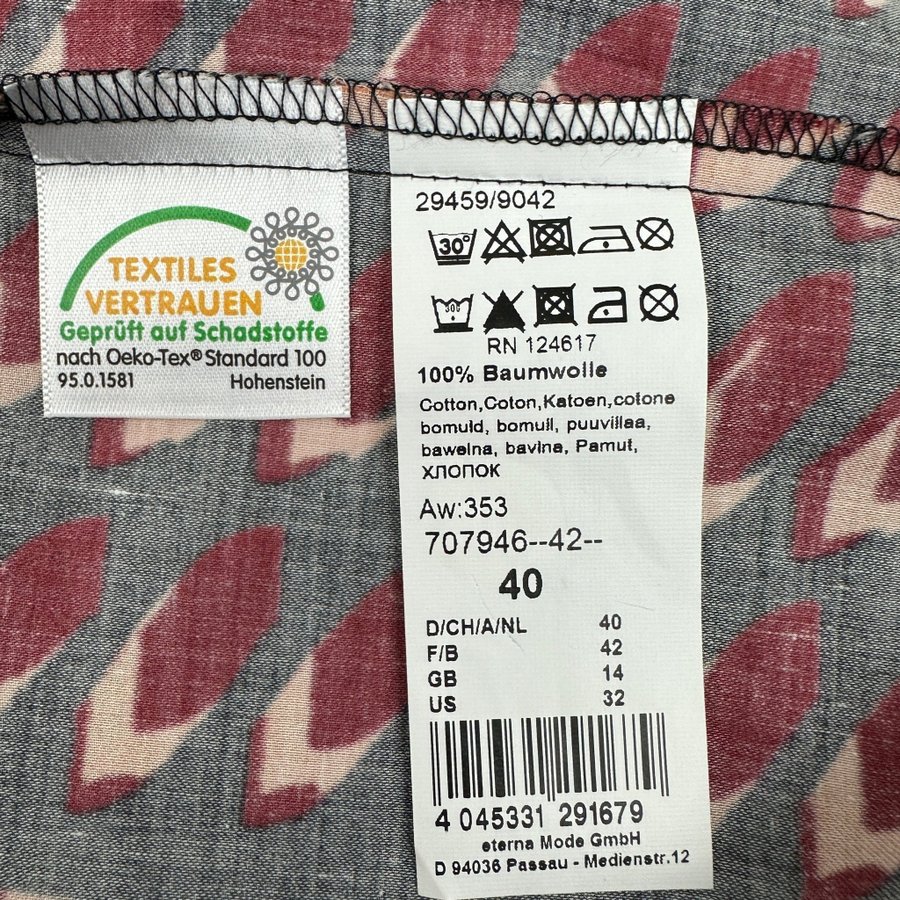 TEXTILES
VERTRAUEN
Geprüft auf Schadstoffe
nach Oeko-Tex® Standard 100
95.0.1581 Hohenstein
29459/9042
30°
30°
RN 124617
100% Baumwolle
Cotton,Coton,Katoen,cotone
bomuld, bomull, puuvillaa,
bawelna, bavlna, Pamut,
ХЛОПОК
Aw:353
707946--42--
40
D/CH/A/NL 40
F/B 42
GB 14
US 32
4 045331 291679
eterna Mode GmbH
D 94036 Passau - Medienstr.12